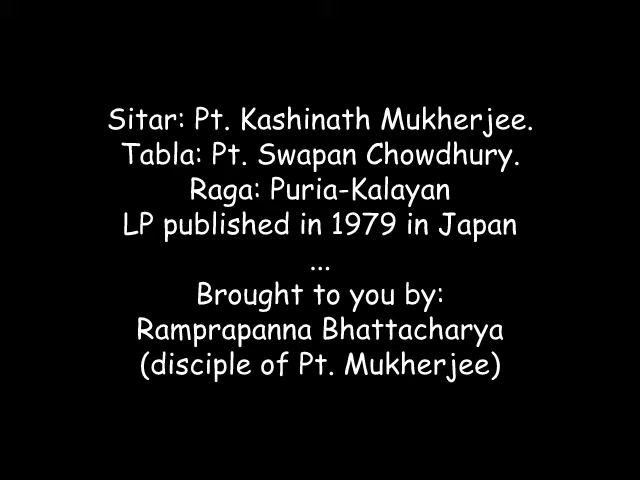 Sitar: Pt. Kashinath Mukherjee.
Tabla: Pt. Swapan Chowdhury.
Raga: Puria-Kalayan
LP published in 1979 in Japan
...
Brought to you by:
Ramprapanna Bhattacharya
(disciple of Pt. Mukherjee)